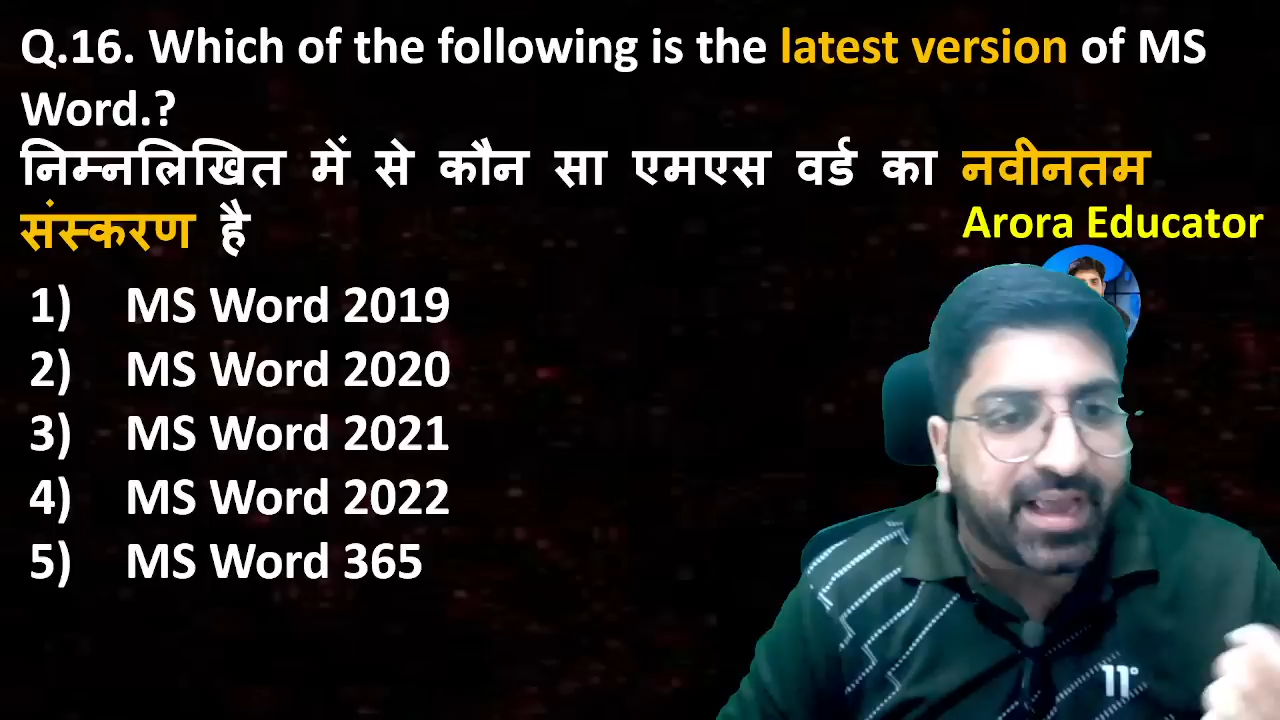 Q.16. Which of the following is the latest version of MS
Word.?
निम्नलिखित में से कौन सा एमएस वर्ड का नवीनतम
संस्करण है
Arora Educator
1) MS Word 2019
2) MS Word 2020
3) MS Word 2021
4) MS Word 2022
5) MS Word 365
11°